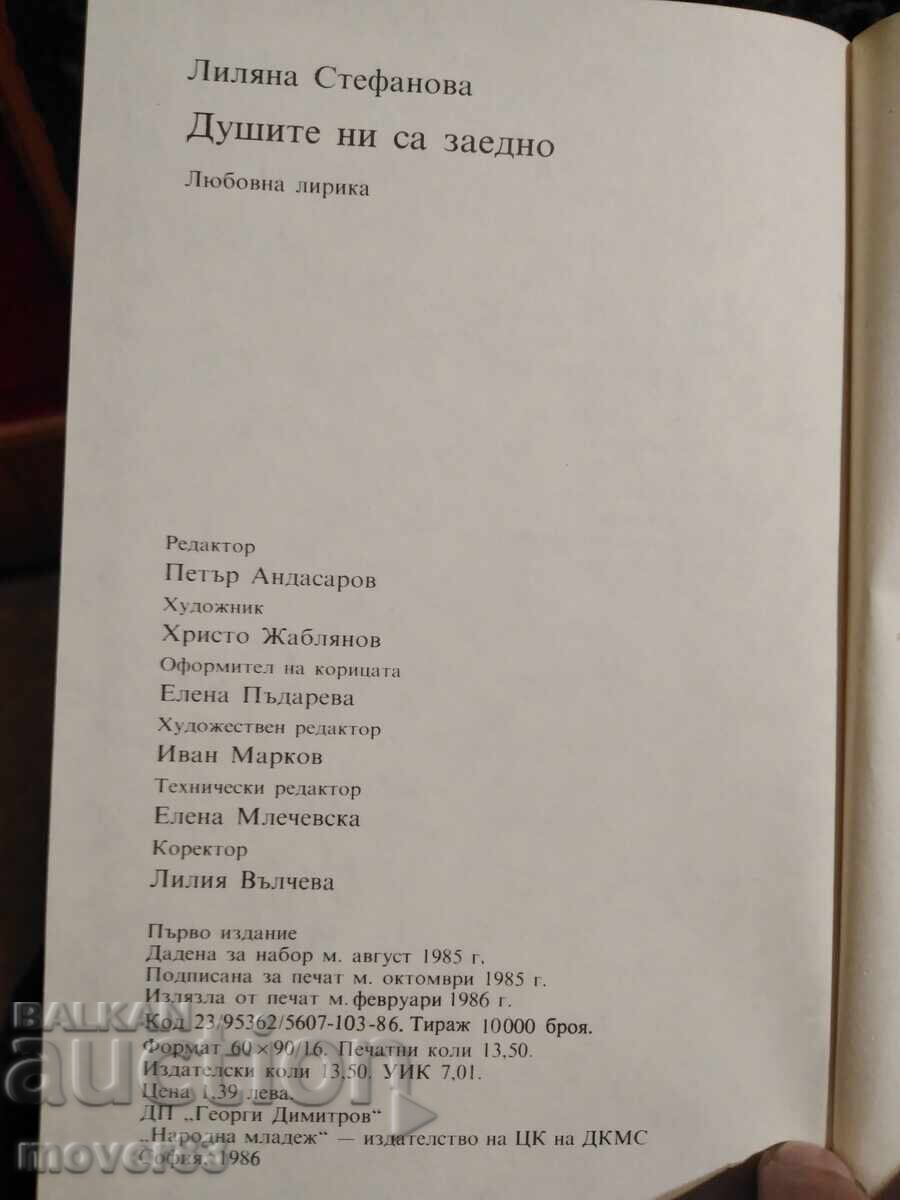 Лиляна Стефанова
Душите ни са заедно
Любовна лирика
Редактор
Петър Андасаров
Художник
Христо Жаблянов
Оформител на корицата
Елена Пъдарева
Художествен редактор
Иван Марков
Технически редактор
Елена Млечевска
Коректор
Лилия Вълчева
Първо издание
Дадена за набор м. август 1985 г.
Подписана за печат м. октомври 1985 г.
Излязла от печат м. февруари 1986 г.
Код 23/95362/5607-103-86. Тираж 10000 броя.
Формат 60 × 90/16. Печатни коли 13,50.
Издателски коли 13,50. УИК 7,01.
Цена 1,39 лева.
ДП „Георги Димитров“
„Народна младеж“ — издателство на ЦК на ДКМС
София, 1986
BALKAN
auction
mover83